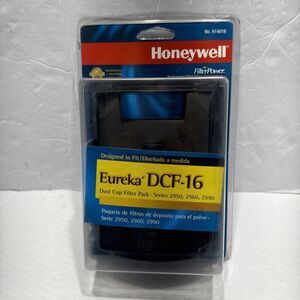 No. H14016
Honeywell
FilterPower
Designed to Fit/Diseñado a medida
Eureka® DCF-16
Dust Cup Filter Pack - Series 2950, 2960, 2990
Paquete de filtros de depósito para el polvo -
Serie 2950, 2960, 2990